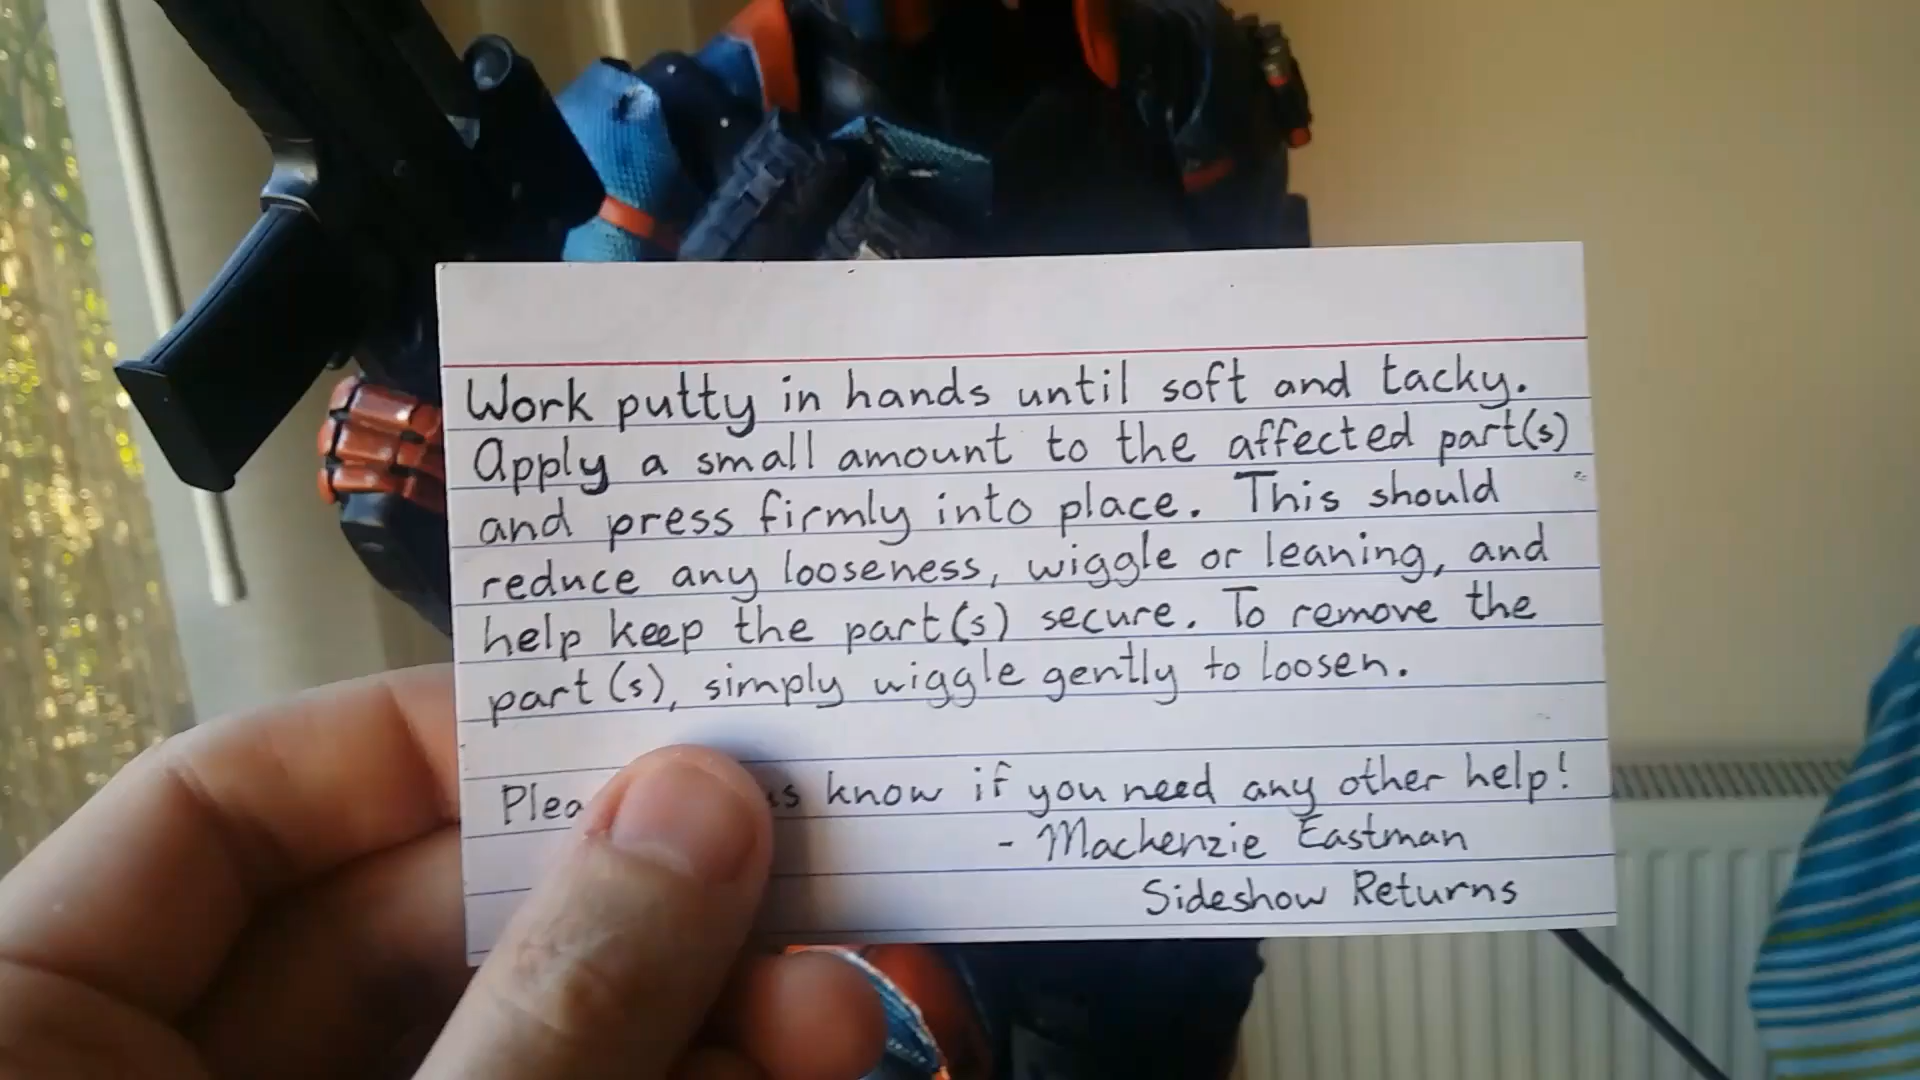 Work putty in hands until soft and tacky.
Apply a small amount to the affected part(s)
and press firmly into place. This should
reduce any looseness, wiggle or leaning, and
help keep the part(s) secure. To remove the
part(s), simply wiggle gently to loosen.
know if you need any other help!
- Mackenzie Eastman
Sideshow Returns